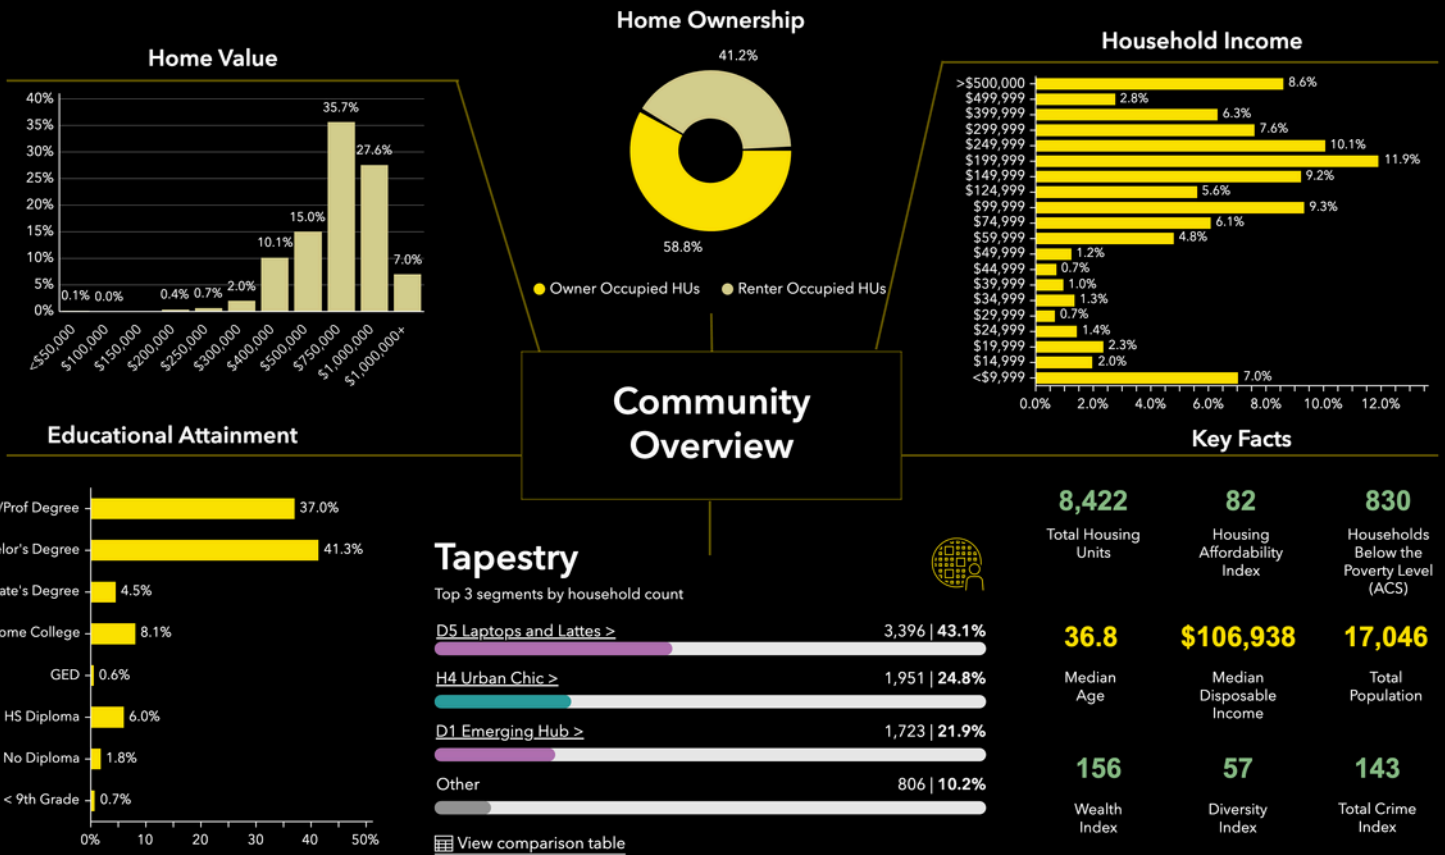 Home Value
40%
35%
30%
25%
20%
15%
10%
5%
0%
0.1%
0.0%
0.4%
0.7%
2.0%
10.1%
15.0%
35.7%
27.6%
7.0%
<$50,000
$100,000
$150,000
$200,000
$250,000
$300,000
$400,000
$500,000
$750,000
$1,000,000
$1,000,000+
Home Ownership
41.2%
58.8%
Owner Occupied HUs
Renter Occupied HUs
Household Income
>$500,000 8.6%
$499,999 2.8%
$399,999 6.3%
$299,999 7.6%
$249,999 10.1%
$199,999 11.9%
$149,999 9.2%
$124,999 5.6%
$99,999 9.3%
$74,999 6.1%
$59,999 4.8%
$49,999 1.2%
$44,999 0.7%
$39,999 1.0%
$34,999 1.3%
$29,999 0.7%
$24,999 1.4%
$19,999 2.3%
$14,999 2.0%
<$9,999 7.0%
0.0% 2.0% 4.0% 6.0% 8.0% 10.0% 12.0%
Community
Overview
Educational Attainment
/Prof Degree 37.0%
elor's Degree 41.3%
ate's Degree 4.5%
ome College 8.1%
GED 0.6%
HS Diploma 6.0%
No Diploma 1.8%
< 9th Grade 0.7%
0% 10 20 30 40 50%
Tapestry
Top 3 segments by household count
D5 Laptops and Lattes > 3,396 | 43.1%
H4 Urban Chic > 1,951 | 24.8%
D1 Emerging Hub > 1,723 | 21.9%
Other 806 | 10.2%
View comparison table
Key Facts
8,422
Total Housing
Units
82
Housing
Affordability
Index
830
Households
Below the
Poverty Level
(ACS)
36.8
Median
Age
$106,938
Median
Disposable
Income
17,046
Total
Population
156
Wealth
Index
57
Diversity
Index
143
Total Crime
Index